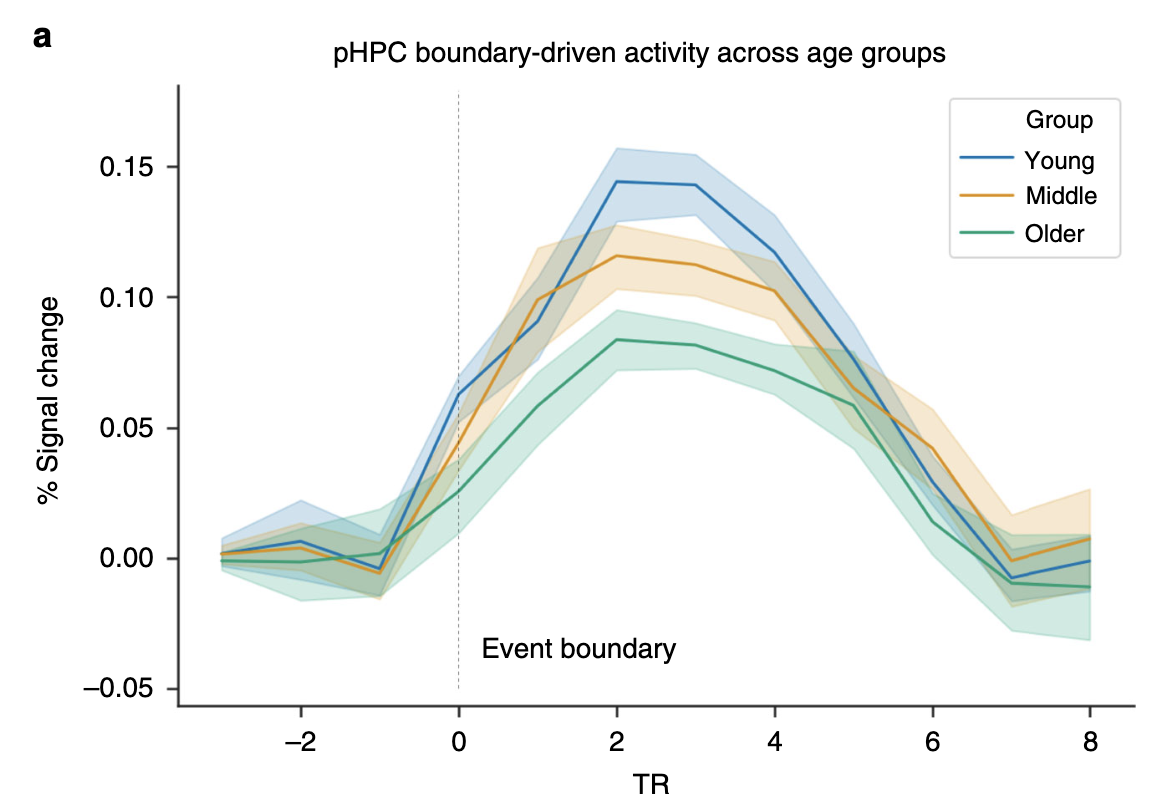 a
pHPC boundary-driven activity across age groups
Group
Young
Middle
Older
% Signal change
0.15
0.10
0.05
0.00
−0.05
Event boundary
−2
0
2
4
6
8
TR